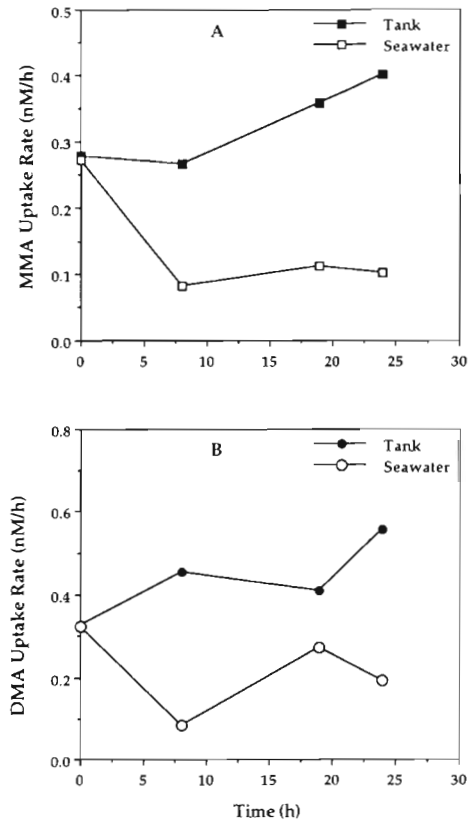 A
Tank
Seawater
MMA Uptake Rate (nM/h)
0.5
0.4
0.3
0.2
0.1
0.0
0 5 10 15 20 25 30
B
Tank
Seawater
DMA Uptake Rate (nM/h)
0.8
0.6
0.4
0.2
0.0
0 5 10 15 20 25 30
Time (h)